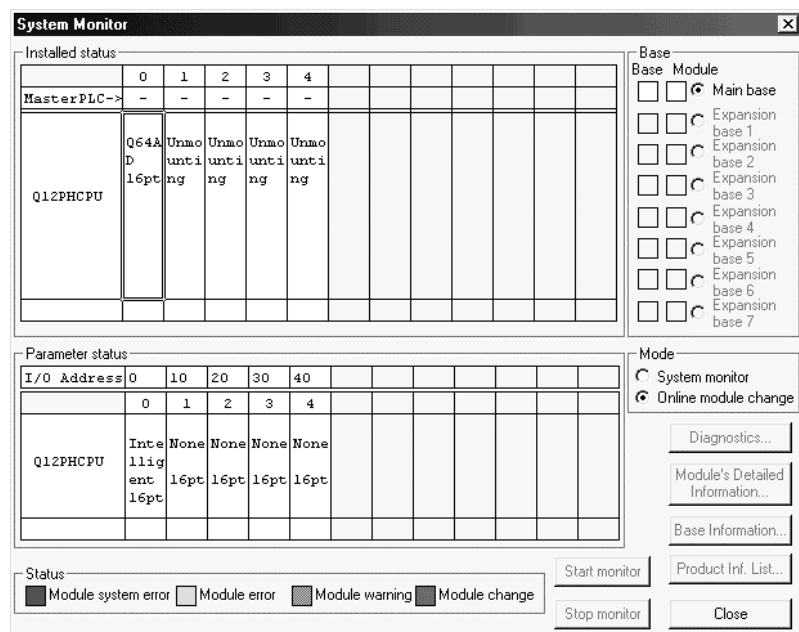 System Monitor
Installed status
0 1 2 3 4
MasterPLC-> - - - - -
Q12PHCPU
Q64A
D
16pt
Unmo
unti
ng
Unmo
unti
ng
Unmo
unti
ng
Unmo
unti
ng
Base
Base Module
Main base
Expansion
base 1
Expansion
base 2
Expansion
base 3
Expansion
base 4
Expansion
base 5
Expansion
base 6
Expansion
base 7
Parameter status
I/O Address 0 10 20 30 40
0 1 2 3 4
Q12PHCPU
Inte
llig
ent
16pt
None
16pt
None
16pt
None
16pt
None
16pt
Mode
System monitor
Online module change
Diagnostics...
Module's Detailed
Information...
Base Information...
Product Inf. List...
Status
Module system error Module error Module warning Module change
Start monitor
Stop monitor
Close